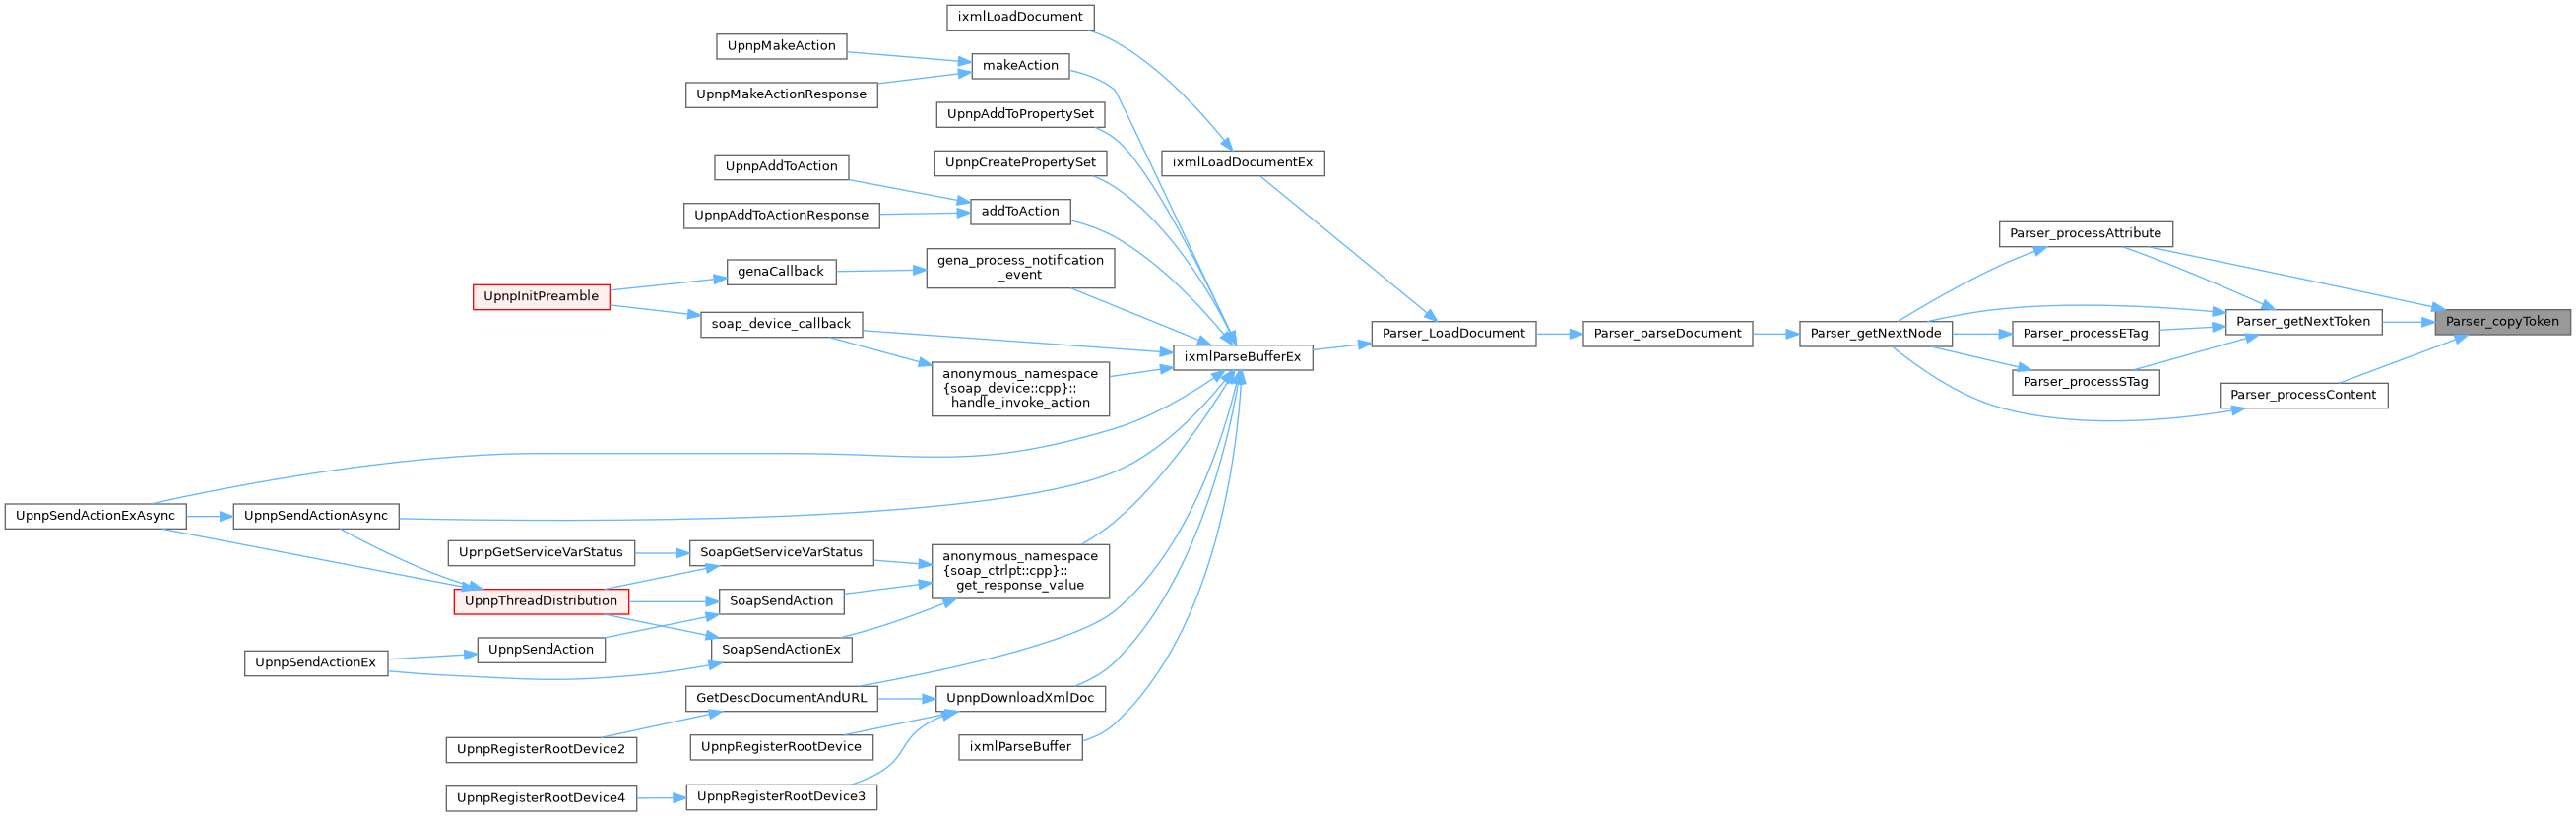 ixmlLoadDocument
UpnpMakeAction
makeAction
UpnpMakeActionResponse
UpnpAddToPropertySet
UpnpCreatePropertySet
ixmlLoadDocumentEx
UpnpAddToAction
addToAction
UpnpAddToActionResponse
Parser_processAttribute
gena_process_notification
_event
genaCallback
UpnpInitPreamble
soap_device_callback
Parser_getNextToken
Parser_copyToken
Parser_LoadDocument
Parser_parseDocument
Parser_getNextNode
Parser_processETag
ixmlParseBufferEx
anonymous_namespace
{soap_device::cpp}::
handle_invoke_action
Parser_processSTag
Parser_processContent
UpnpSendActionExAsync
UpnpSendActionAsync
UpnpGetServiceVarStatus
SoapGetServiceVarStatus
anonymous_namespace
{soap_ctrlpt::cpp}::
get_response_value
UpnpThreadDistribution
SoapSendAction
UpnpSendActionEx
UpnpSendAction
SoapSendActionEx
GetDescDocumentAndURL
UpnpDownloadXmlDoc
UpnpRegisterRootDevice2
UpnpRegisterRootDevice
ixmlParseBuffer
UpnpRegisterRootDevice4
UpnpRegisterRootDevice3